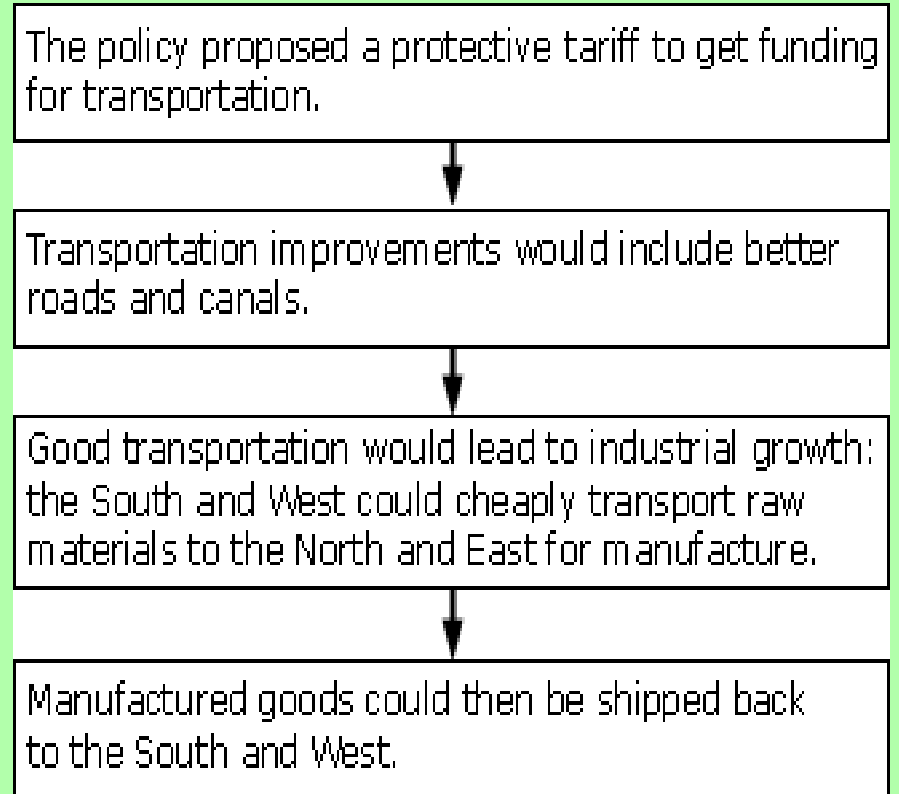 The policy proposed a protective tariff to get funding
for transportation.
Transportation improvements would include better
roads and canals.
Good transportation would lead to industrial growth:
the South and West could cheaply transport raw
materials to the North and East for manufacture.
Manufactured goods could then be shipped back
to the South and West.